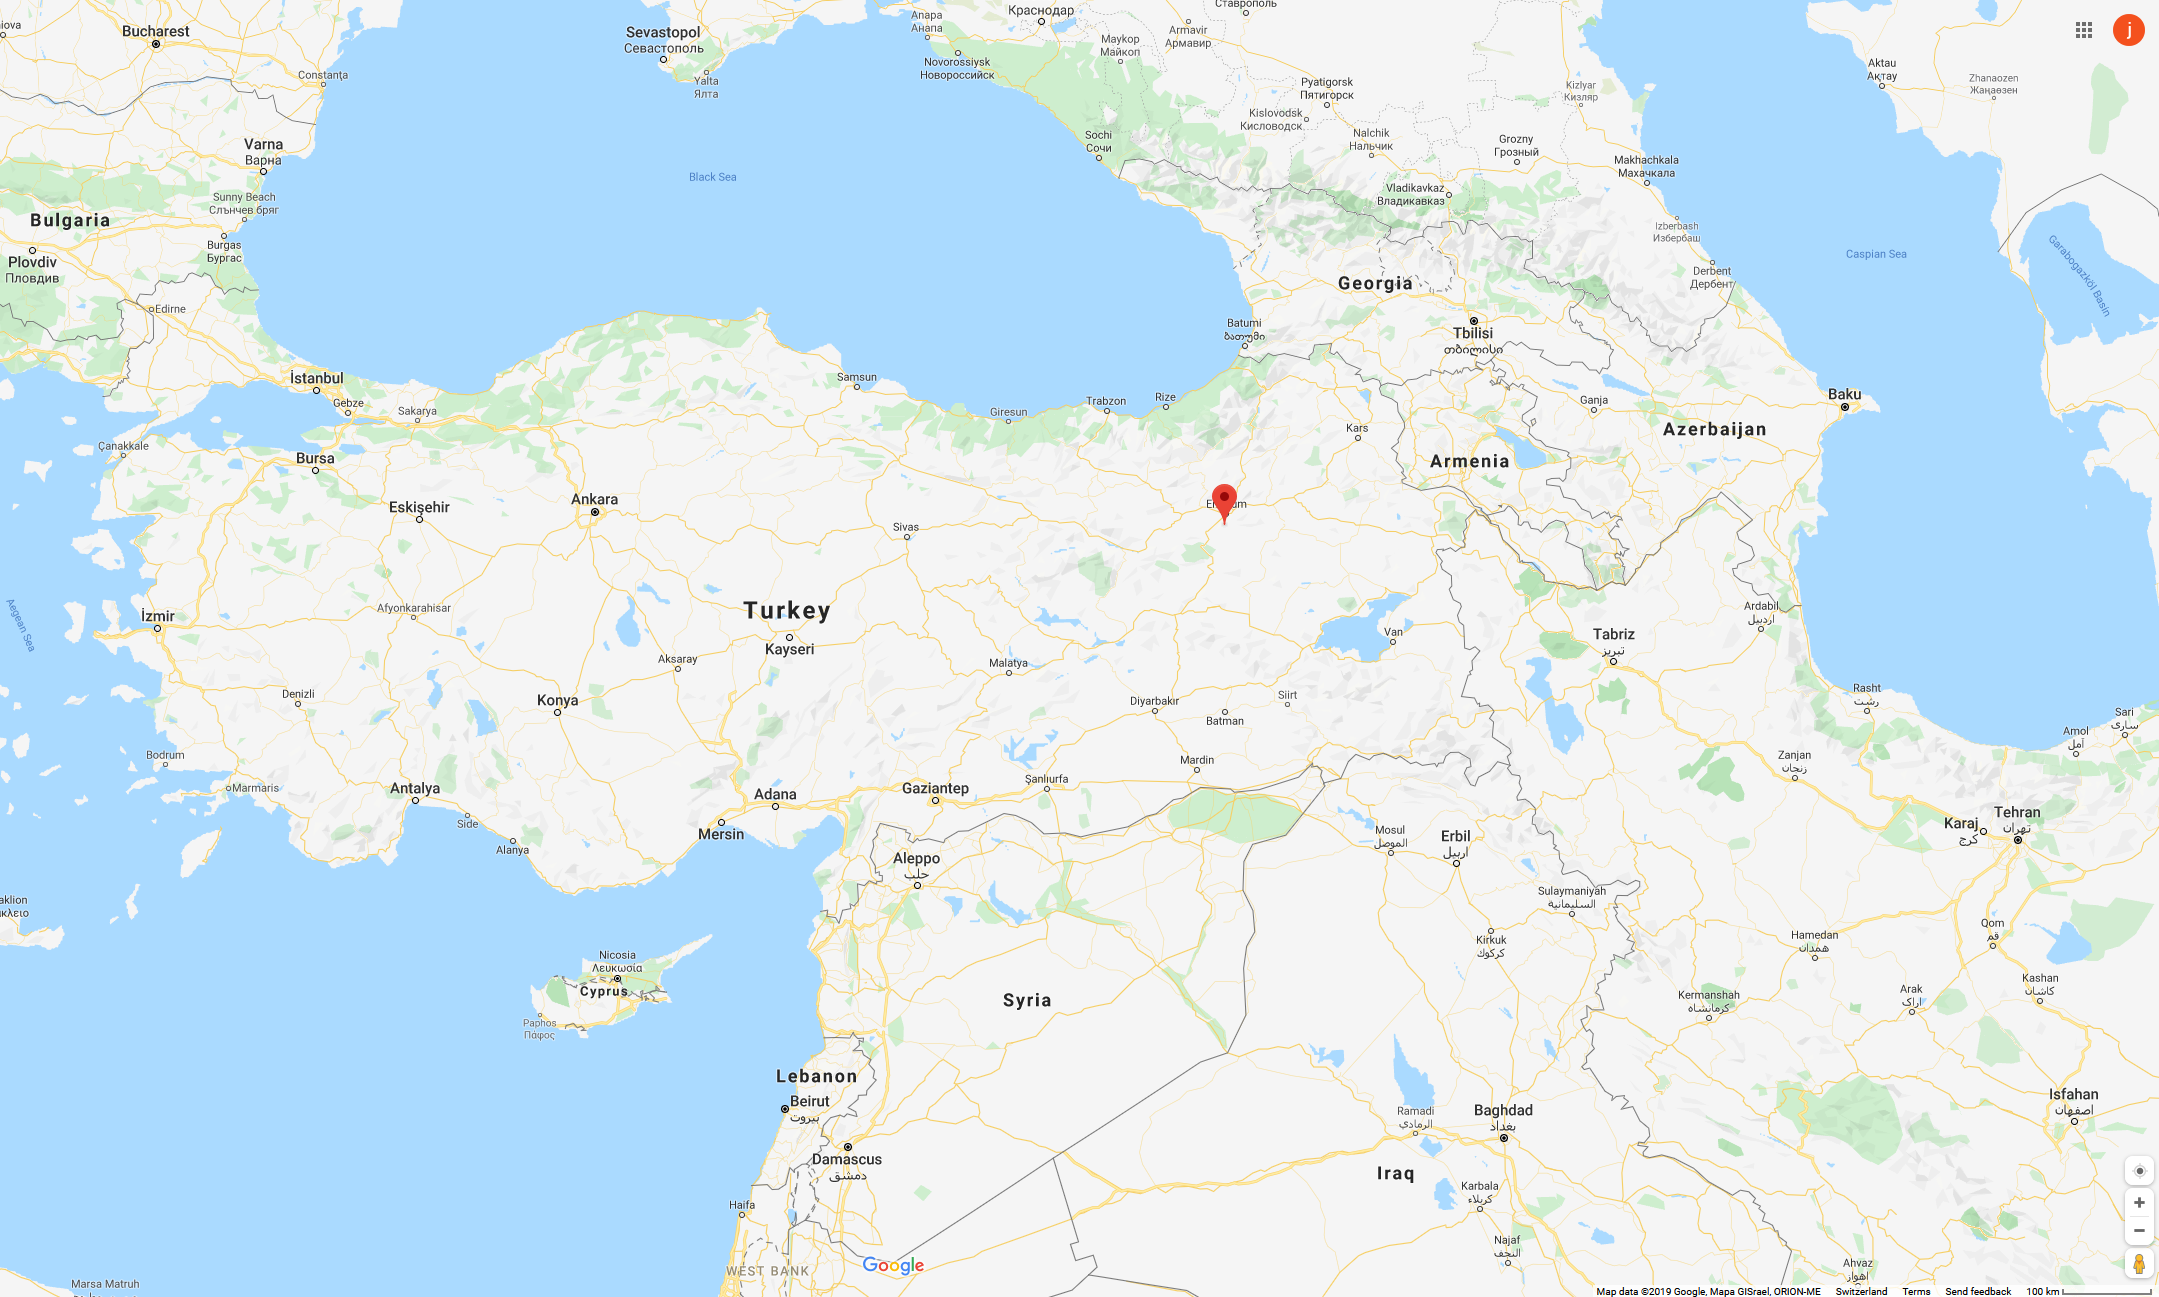 Bucharest
Constanța
Varna
Варна
Sunny Beach
Слънчев бряг
Bulgaria
Burgas
Бургас
Plovdiv
Пловдив
Edirne
Sevastopol
Севастополь
Yalta
Ялта
Краснодар
Anapa
Анапа
Novorossiysk
Новороссийск
Ставрополь
Maykop
Майкоп
Armavir
Армавир
Pyatigorsk
Пятигорск
Kislovodsk
Кисловодск
Nalchik
Нальчик
Sochi
Сочи
Kizlyar
Кизляр
Grozny
Грозный
Makhachkala
Махачкала
Vladikavkaz
Владикавказ
Izberbash
Избербаш
Derbent
Дербент
Aktau
Ақтау
Zhanaozen
Жаңаөзен
j
Black Sea
Caspian Sea
Garabogazköl Basin
Georgia
Batumi
ბათუმი
Tbilisi
თბილისი
Ganja
Baku
Azerbaijan
Armenia
İstanbul
Gebze
Sakarya
Çanakkale
Bursa
Eskişehir
Ankara
Samsun
Giresun
Trabzon
Rize
Kars
Sivas
Aegean Sea
İzmir
Afyonkarahisar
Turkey
Kayseri
Aksaray
Konya
Denizli
Bodrum
Marmaris
Antalya
Side
Alanya
Malatya
Diyarbakır
Batman
Siirt
Van
Mardin
Şanlıurfa
Gaziantep
Adana
Mersin
Tabriz
تبریز
Ardabil
اردبیل
Rasht
رشت
Zanjan
زنجان
Sari
ساری
Amol
آمل
Tehran
تهران
Karaj
کرج
Qom
قم
Kashan
کاشان
Arak
اراک
Hamedan
همدان
Kermanshah
کرمانشاه
Isfahan
اصفهان
Ahvaz
اهواز
Aleppo
حلب
Mosul
الموصل
Erbil
اربيل
Sulaymaniyah
السليمانية
Kirkuk
كركوك
aklion
κλειο
Nicosia
Λευκωσία
Cyprus
Paphos
Πάφος
Syria
Lebanon
Beirut
بيروت
Damascus
دمشق
Haifa
WEST BANK
Ramadi
الرمادي
Baghdad
بغداد
Iraq
Karbala
كربلاء
Najaf
النجف
Marsa Matruh
Google
Map data ©2019 Google, Mapa GISrael, ORION-ME Switzerland Terms Send feedback 100 km